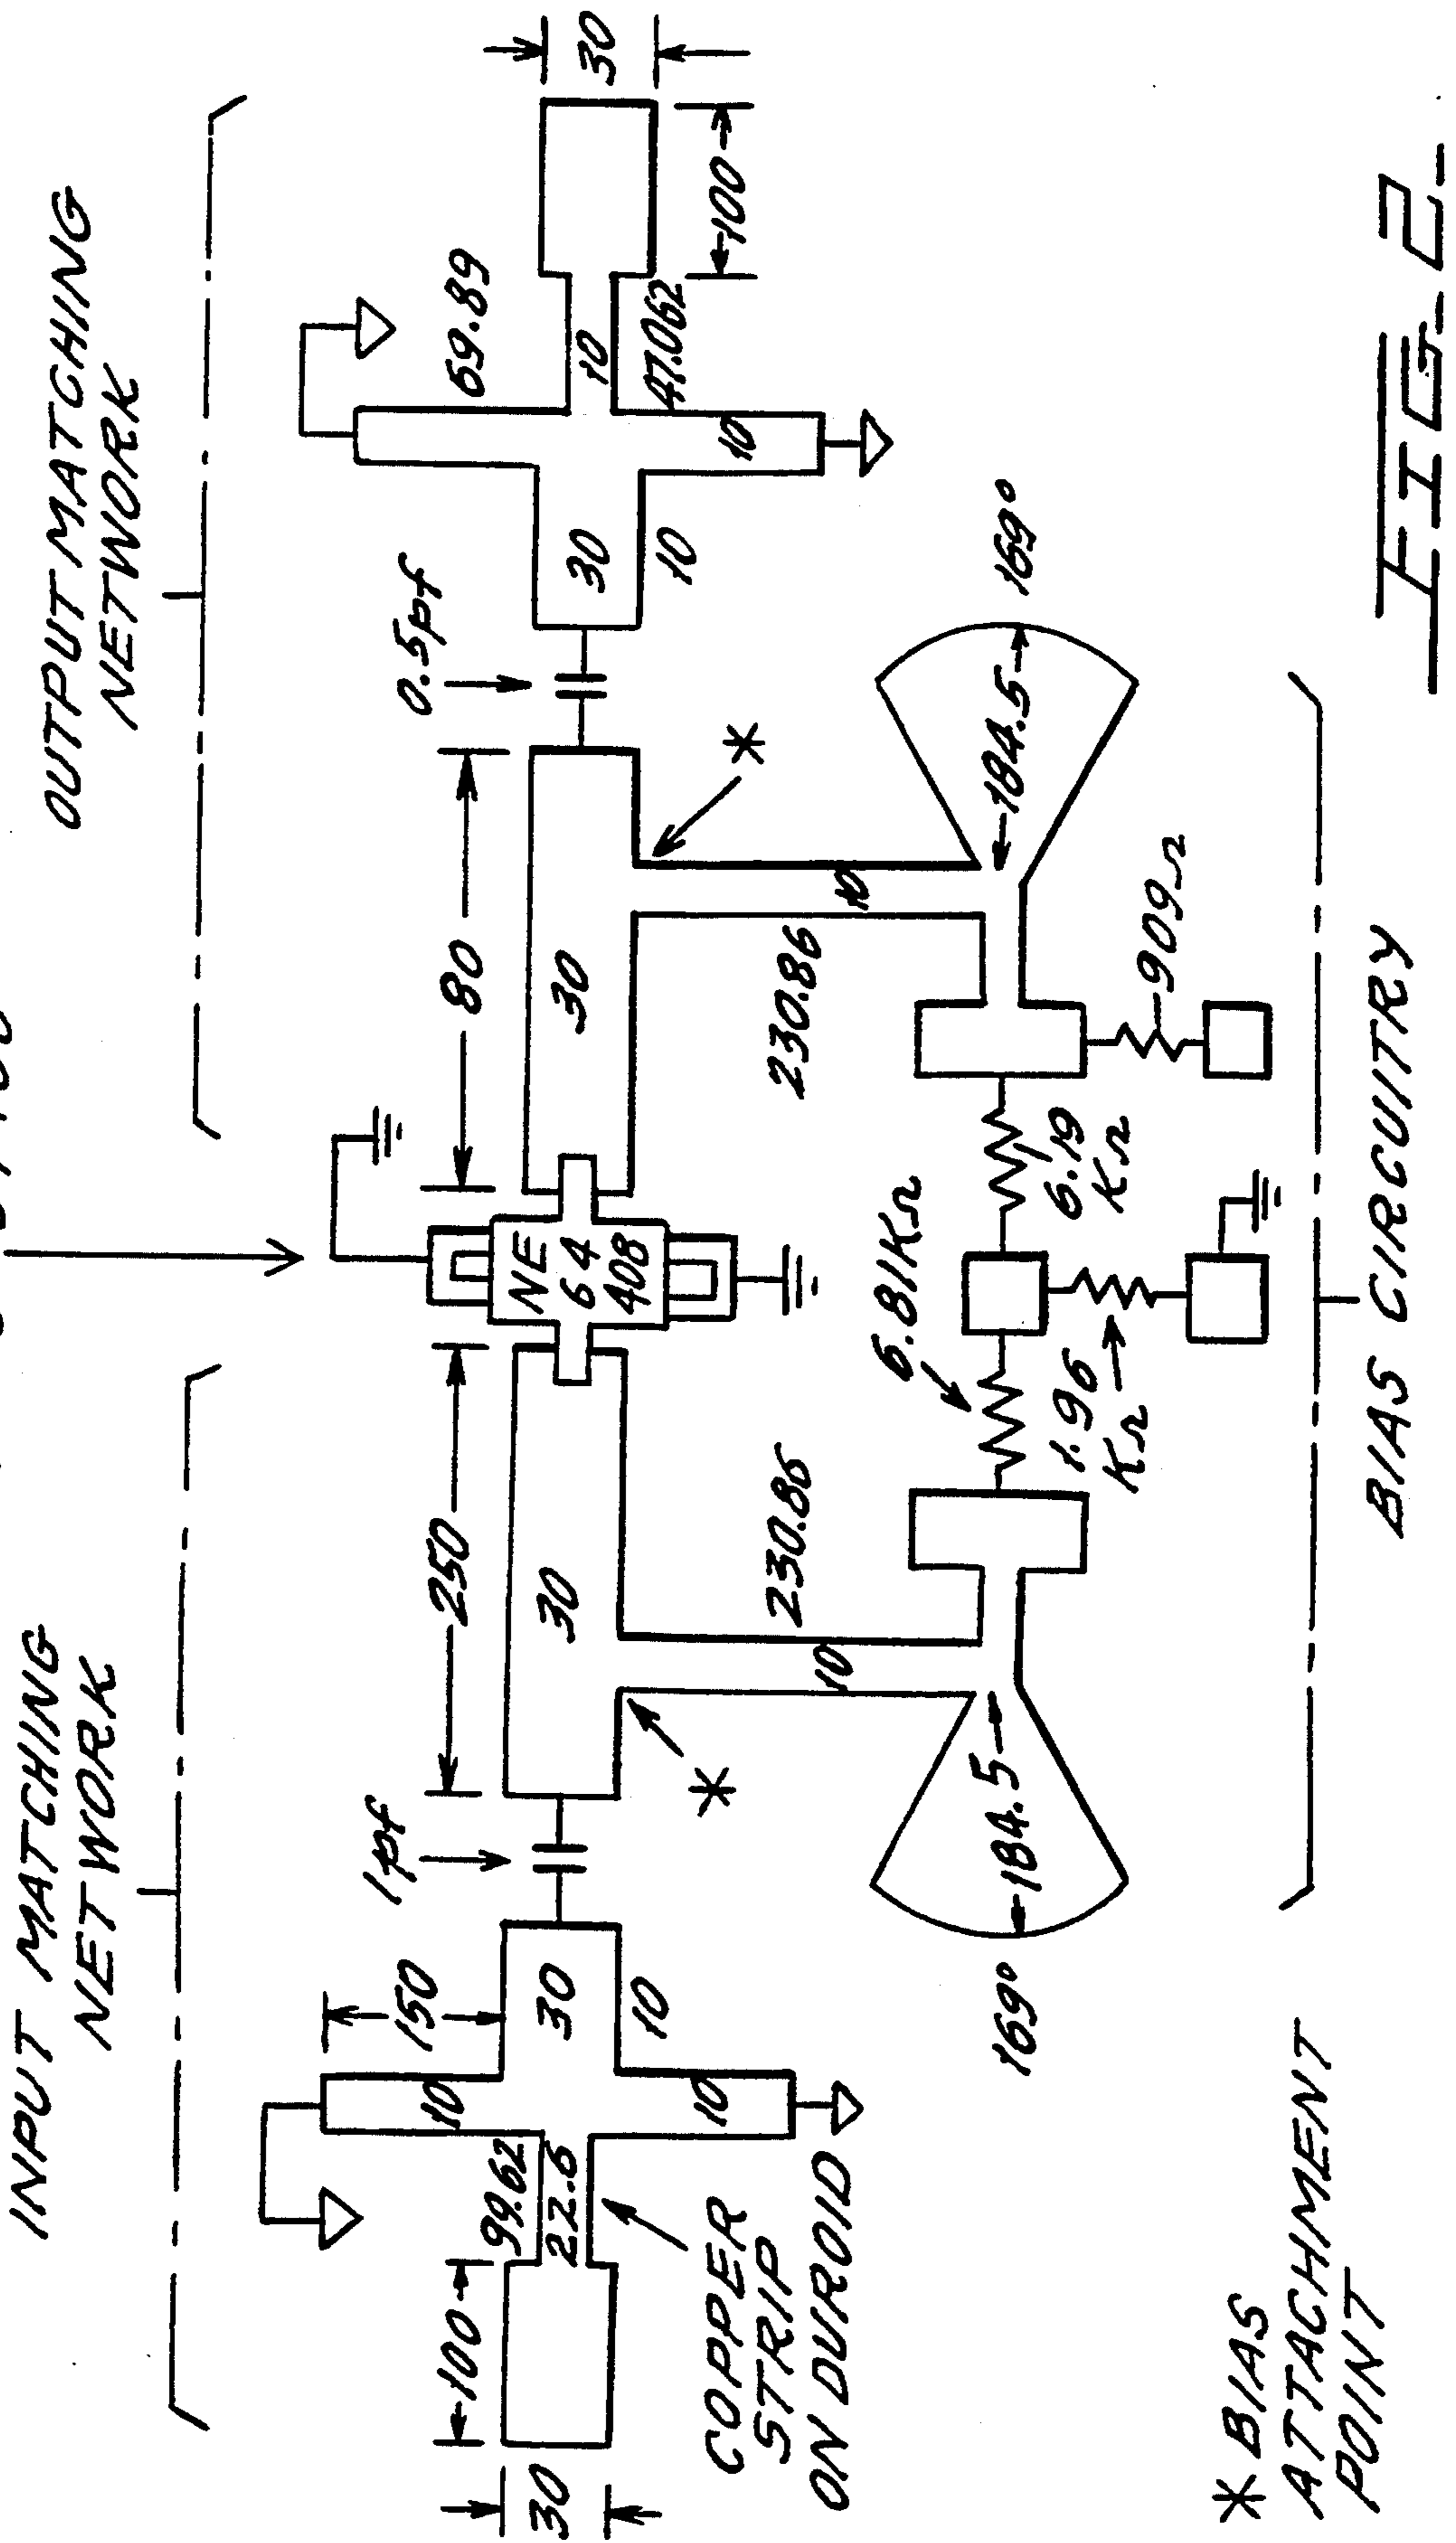 INPUT MATCHING
NETWORK
OUTPUT MATCHING
NETWORK
30
100
99.62
22.6
10
150
10
30
10
1pf
250
30
NE
64
408
80
30
0.5pf
30
10
69.89
10
47.062
10
30
100
COPPER
STRIP
ON DUROID
*
10
230.86
230.86
10
*
169°
184.5
6.81KΩ
1.96
KΩ
6.19
KΩ
909Ω
184.5
169°
* BIAS
ATTACHMENT
POINT
BIAS CIRCUITRY
FIG. 2.